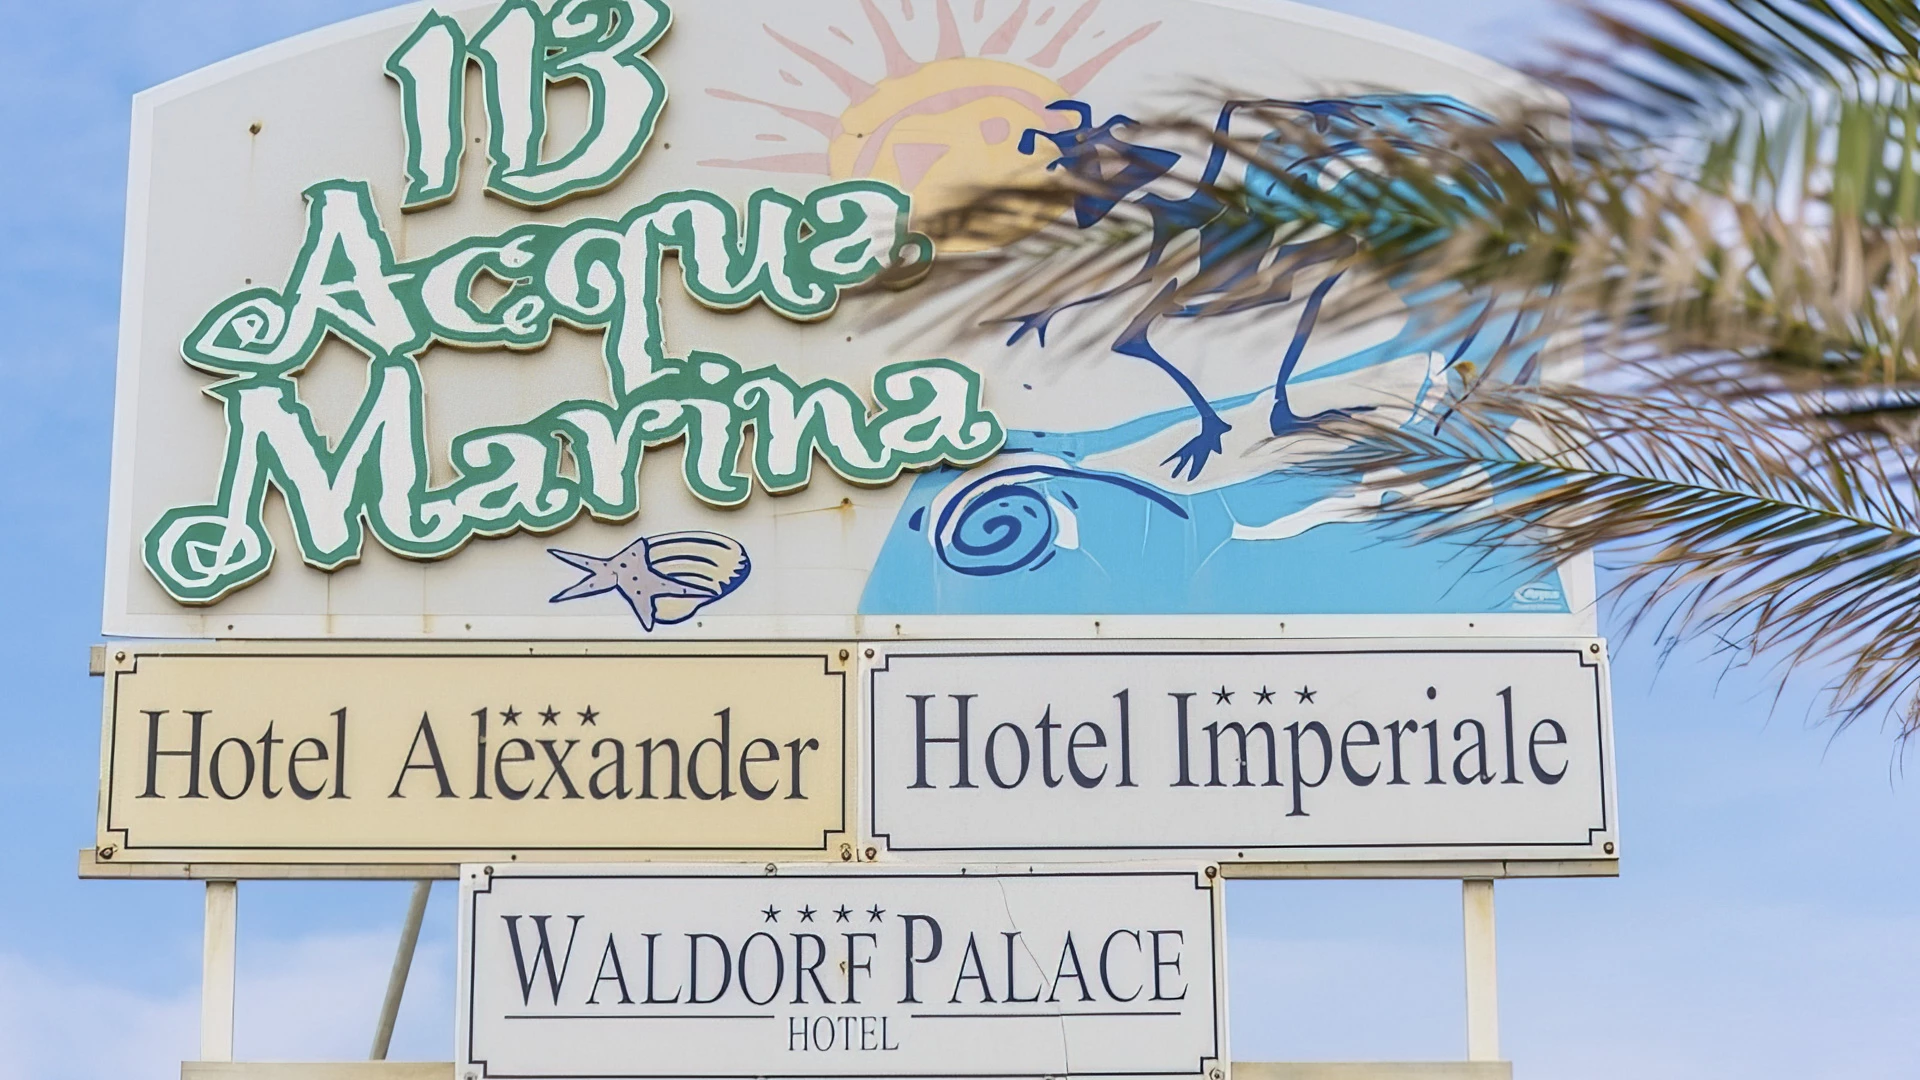 113
Acqua
Marina
★★★
Hotel Alexander
★★★
Hotel Imperiale
★★★★
WALDORF PALACE
HOTEL